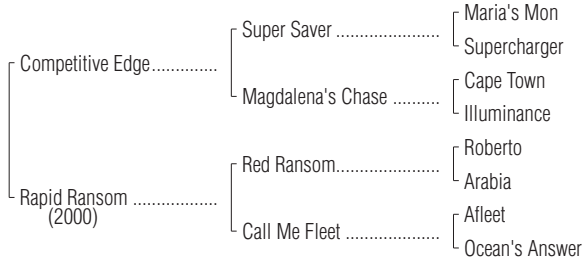 Maria's Mon
Super Saver ......................
Supercharger
Competitive Edge..............
Cape Town
Magdalena's Chase ..........
Illuminance
Roberto
Red Ransom......................
Arabia
Rapid Ransom ..................
(2000)
Afleet
Call Me Fleet ....................
Ocean's Answer